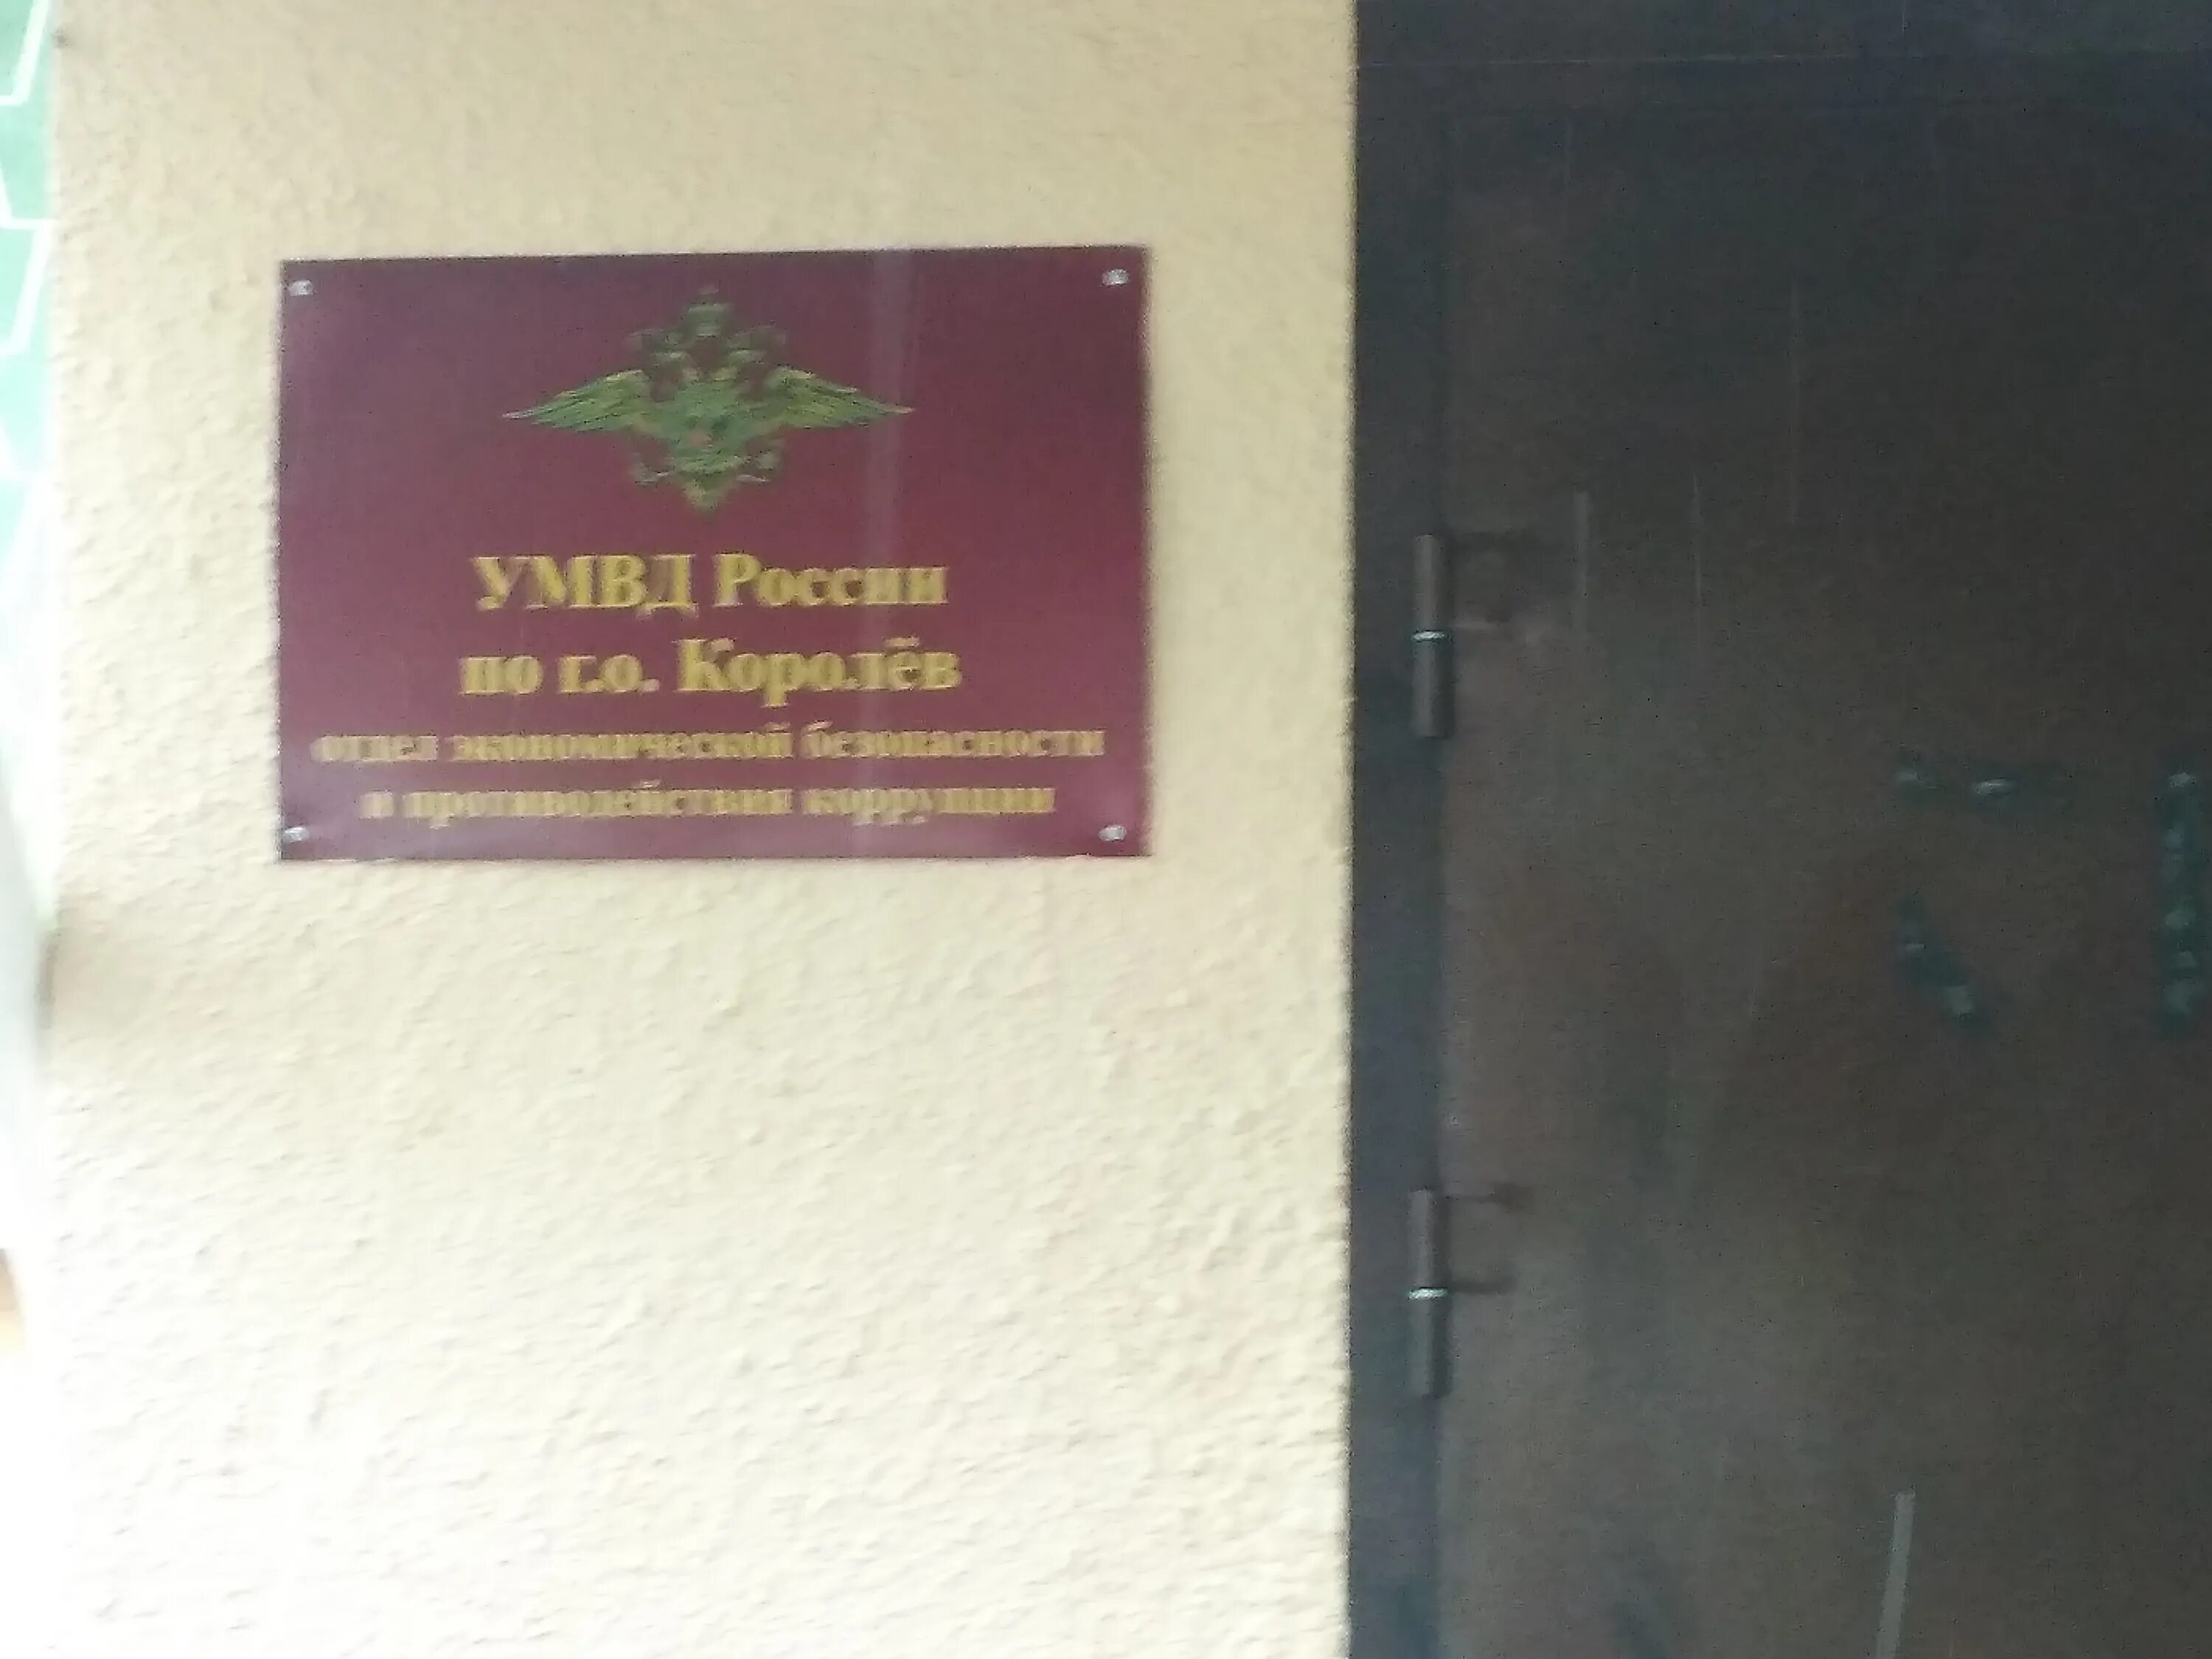 УМВД России
по г.о. Королёв
отдел экономической безопасности
и противодействия коррупции